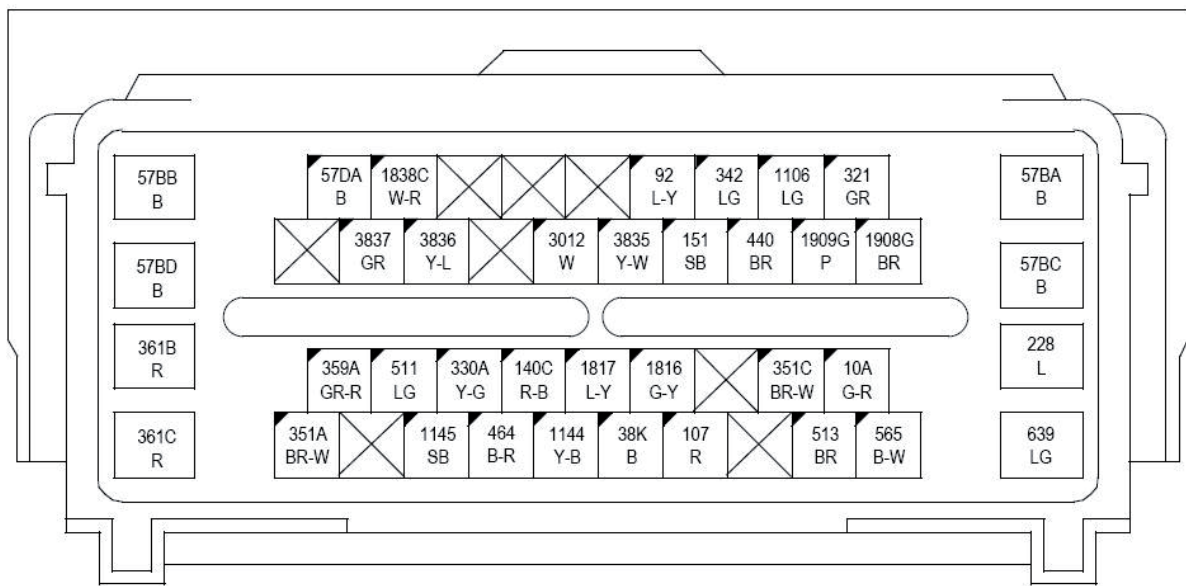 57BB
B
57DA
B
1838C
W-R
92
L-Y
342
LG
1106
LG
321
GR
57BA
B
3837
GR
3836
Y-L
3012
W
3835
Y-W
151
SB
440
BR
1909G
P
1908G
BR
57BD
B
57BC
B
361B
R
359A
GR-R
511
LG
330A
Y-G
140C
R-B
1817
L-Y
1816
G-Y
351C
BR-W
10A
G-R
228
L
361C
R
351A
BR-W
1145
SB
464
B-R
1144
Y-B
38K
B
107
R
513
BR
565
B-W
639
LG